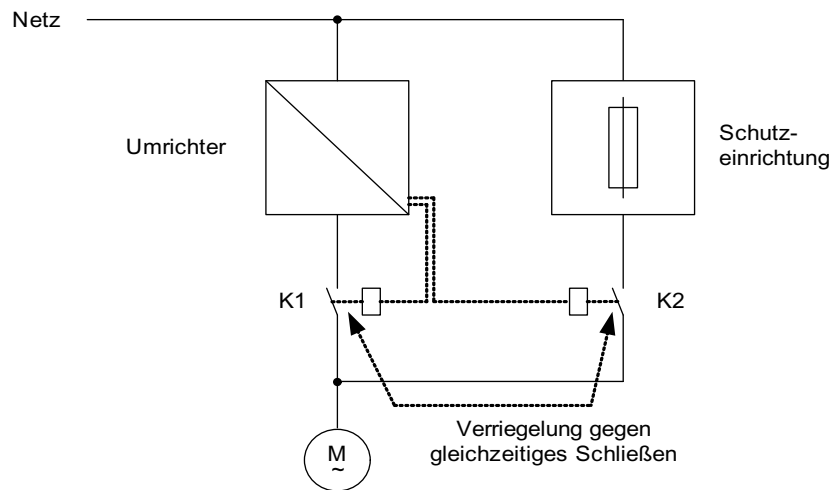 Netz
Umrichter
Schutz-
einrichtung
K1
K2
Verriegelung gegen
gleichzeitiges Schließen
M
~